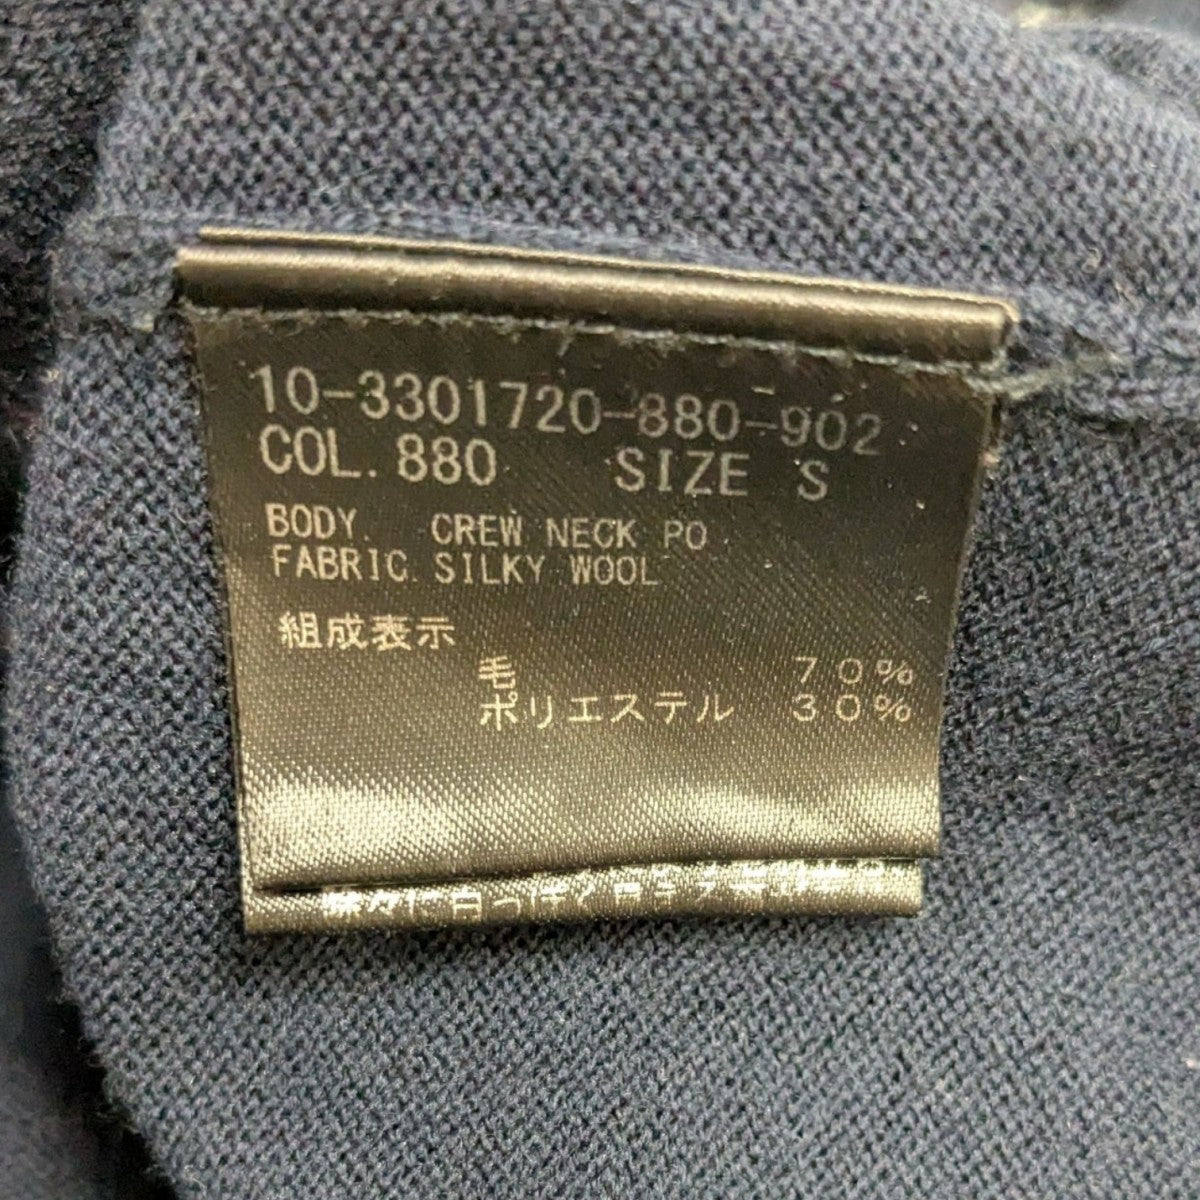 10-3301720-880-902
COL. 880 SIZE S
BODY. CREW NECK PO
FABRIC. SILKY WOOL
組成表示
毛 70%
ポリエステル 30%